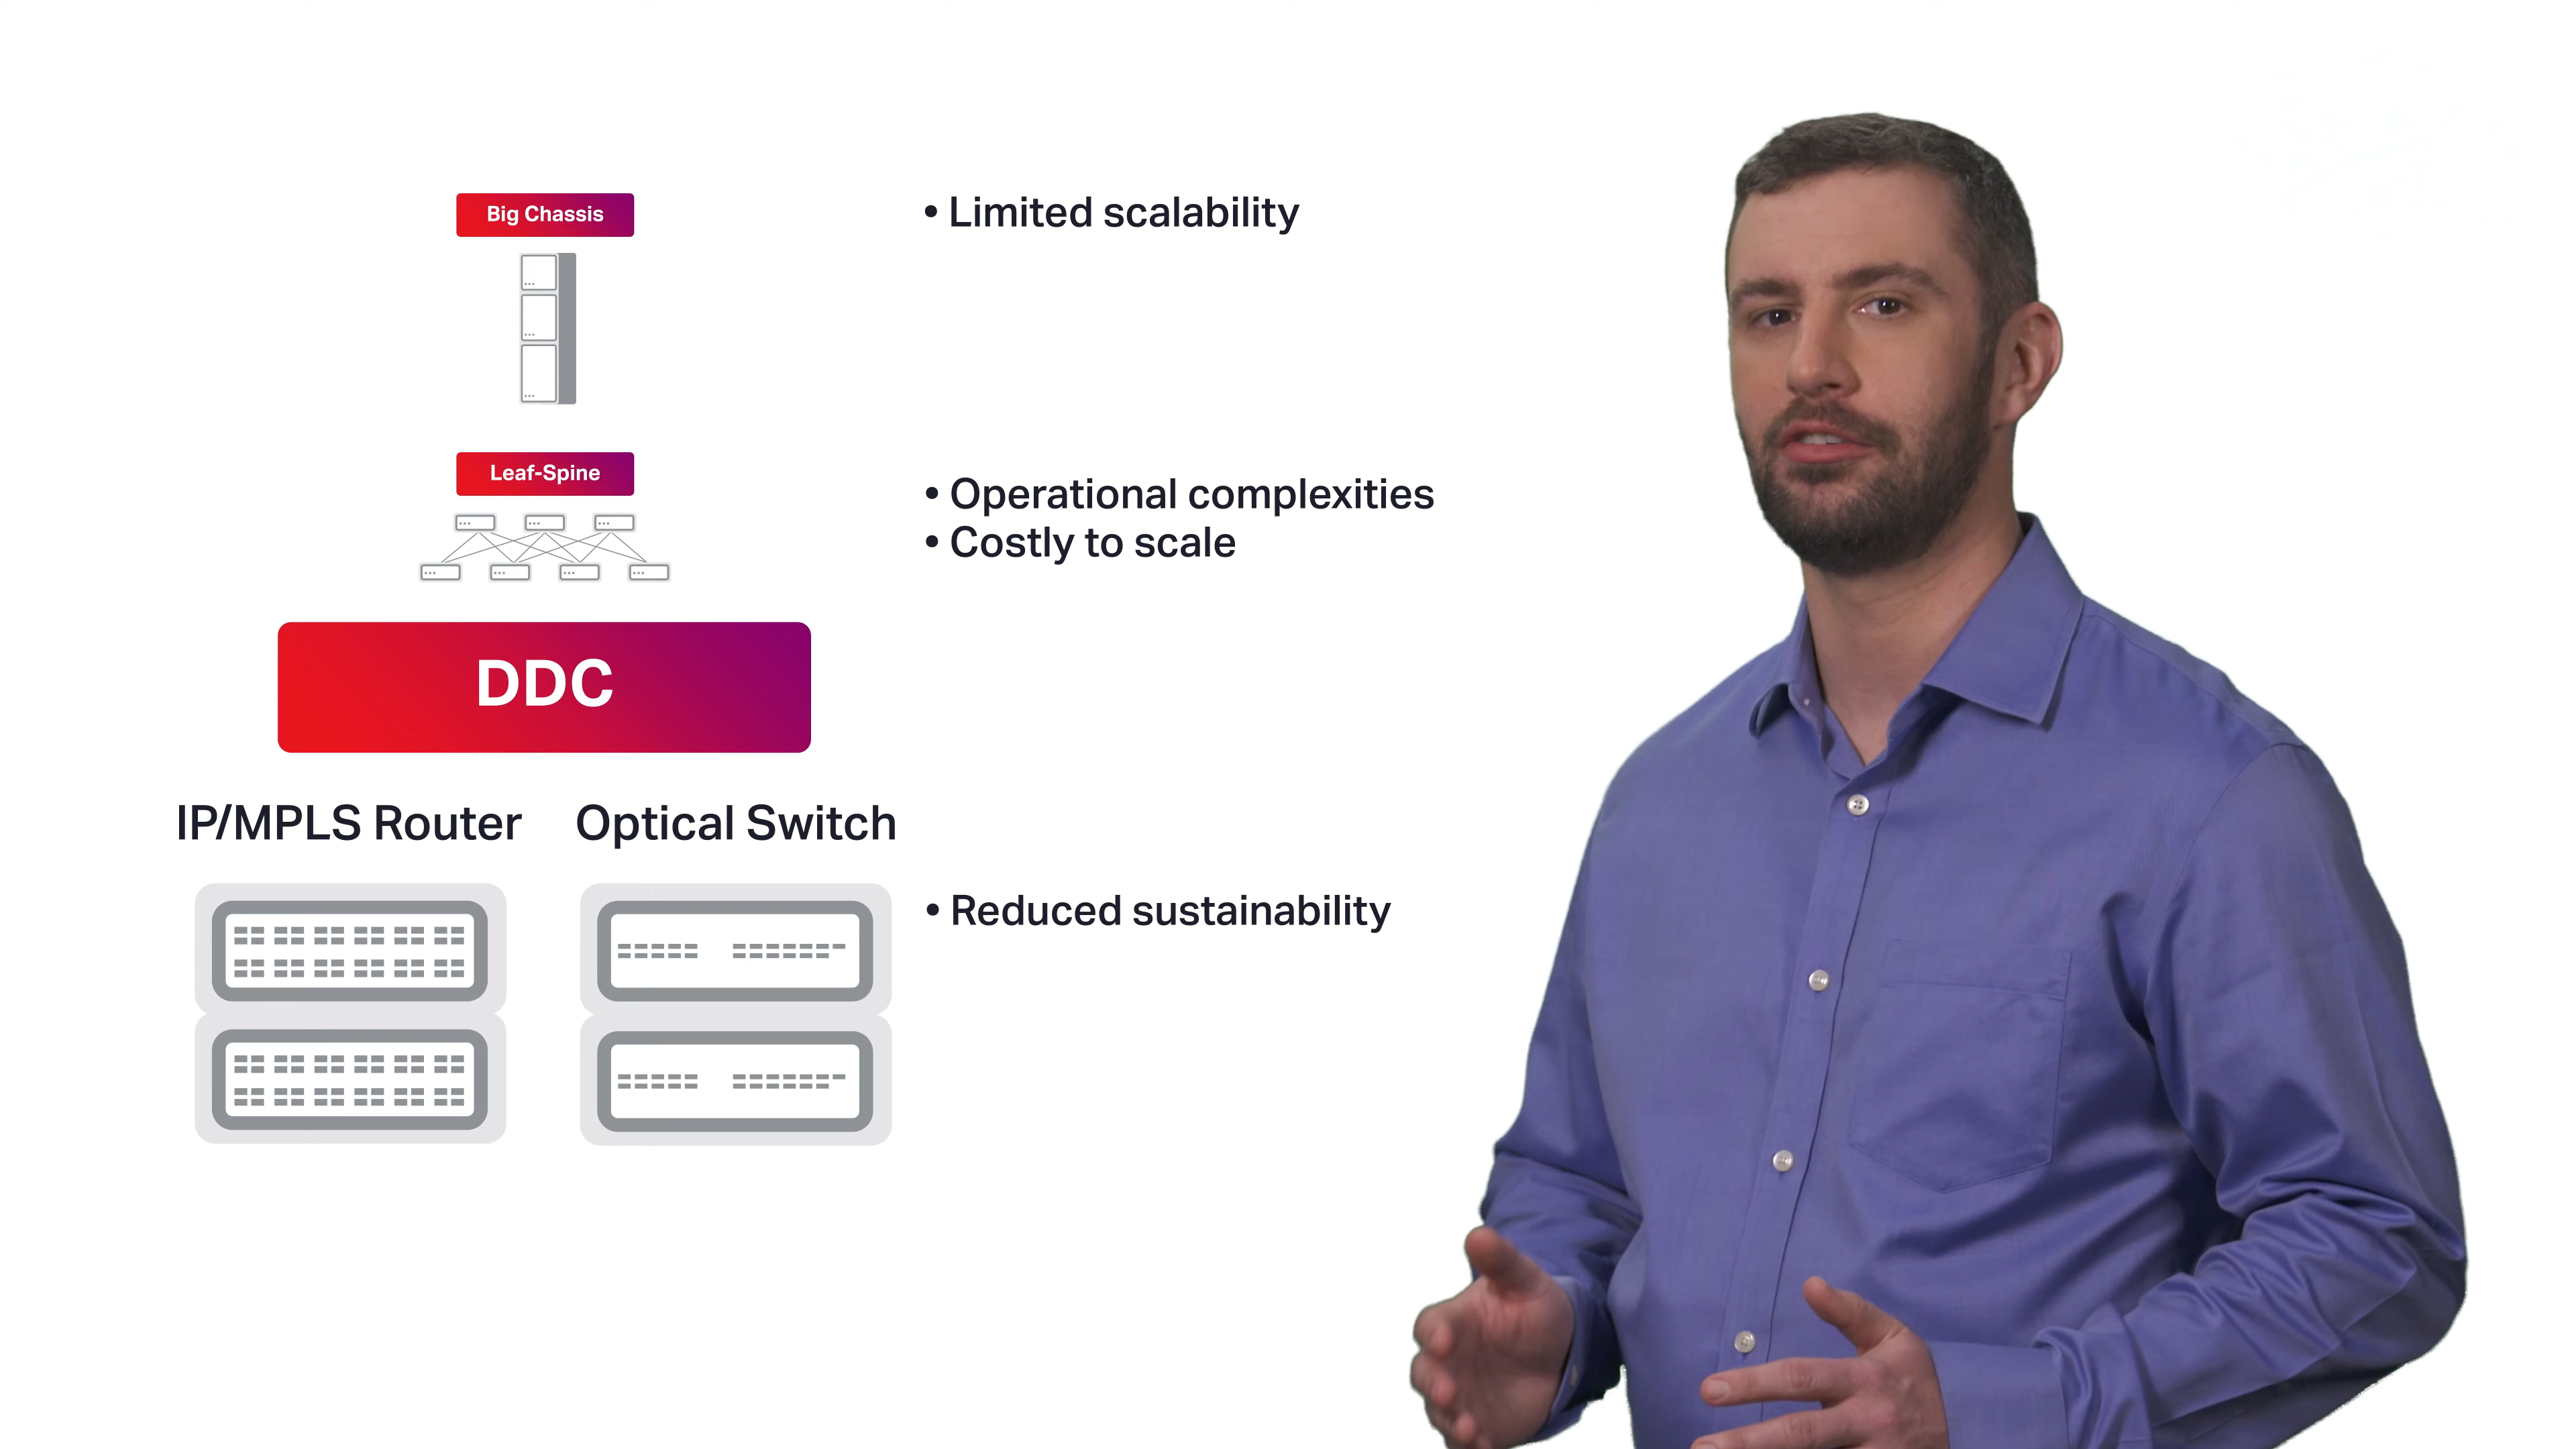 Big Chassis
• Limited scalability
Leaf-Spine
• Operational complexities
• Costly to scale
DDC
IP/MPLS Router
Optical Switch
• Reduced sustainability